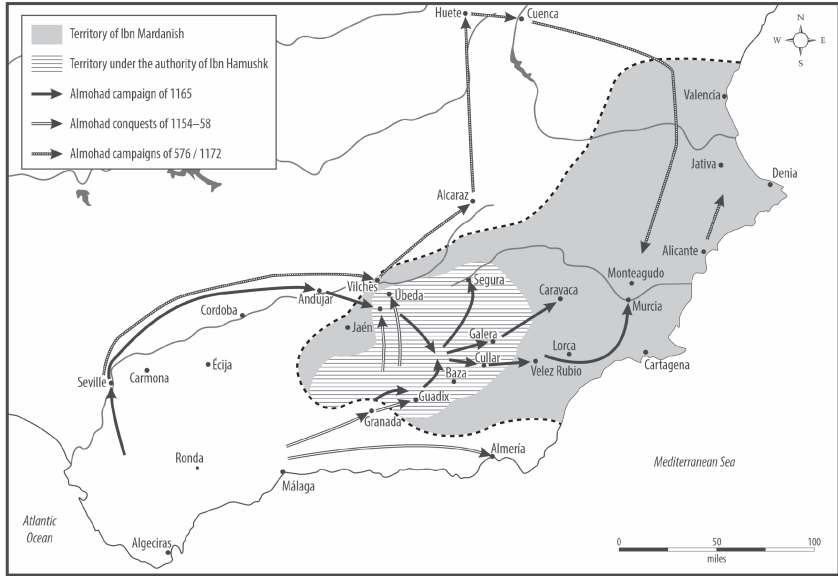 Territory of Ibn Mardanīsh
Territory under the authority of Ibn Hamushk
Almohad campaign of 1165
Almohad conquests of 1154–58
Almohad campaigns of 576 / 1172
Huete
Cuenca
N
W
E
S
Valencia
Jativa
Denia
Alcaraz
Alicante
Vilches
Segura
Monteagudo
Andujar
Úbeda
Caravaca
Murcia
Cordoba
Jaén
Galera
Lorca
Écija
Cullar
Cartagena
Carmona
Baza
Velez Rubio
Seville
Guadix
Granada
Ronda
Almería
Mediterranean Sea
Málaga
Atlantic
Ocean
Algeciras
0
50
100
miles